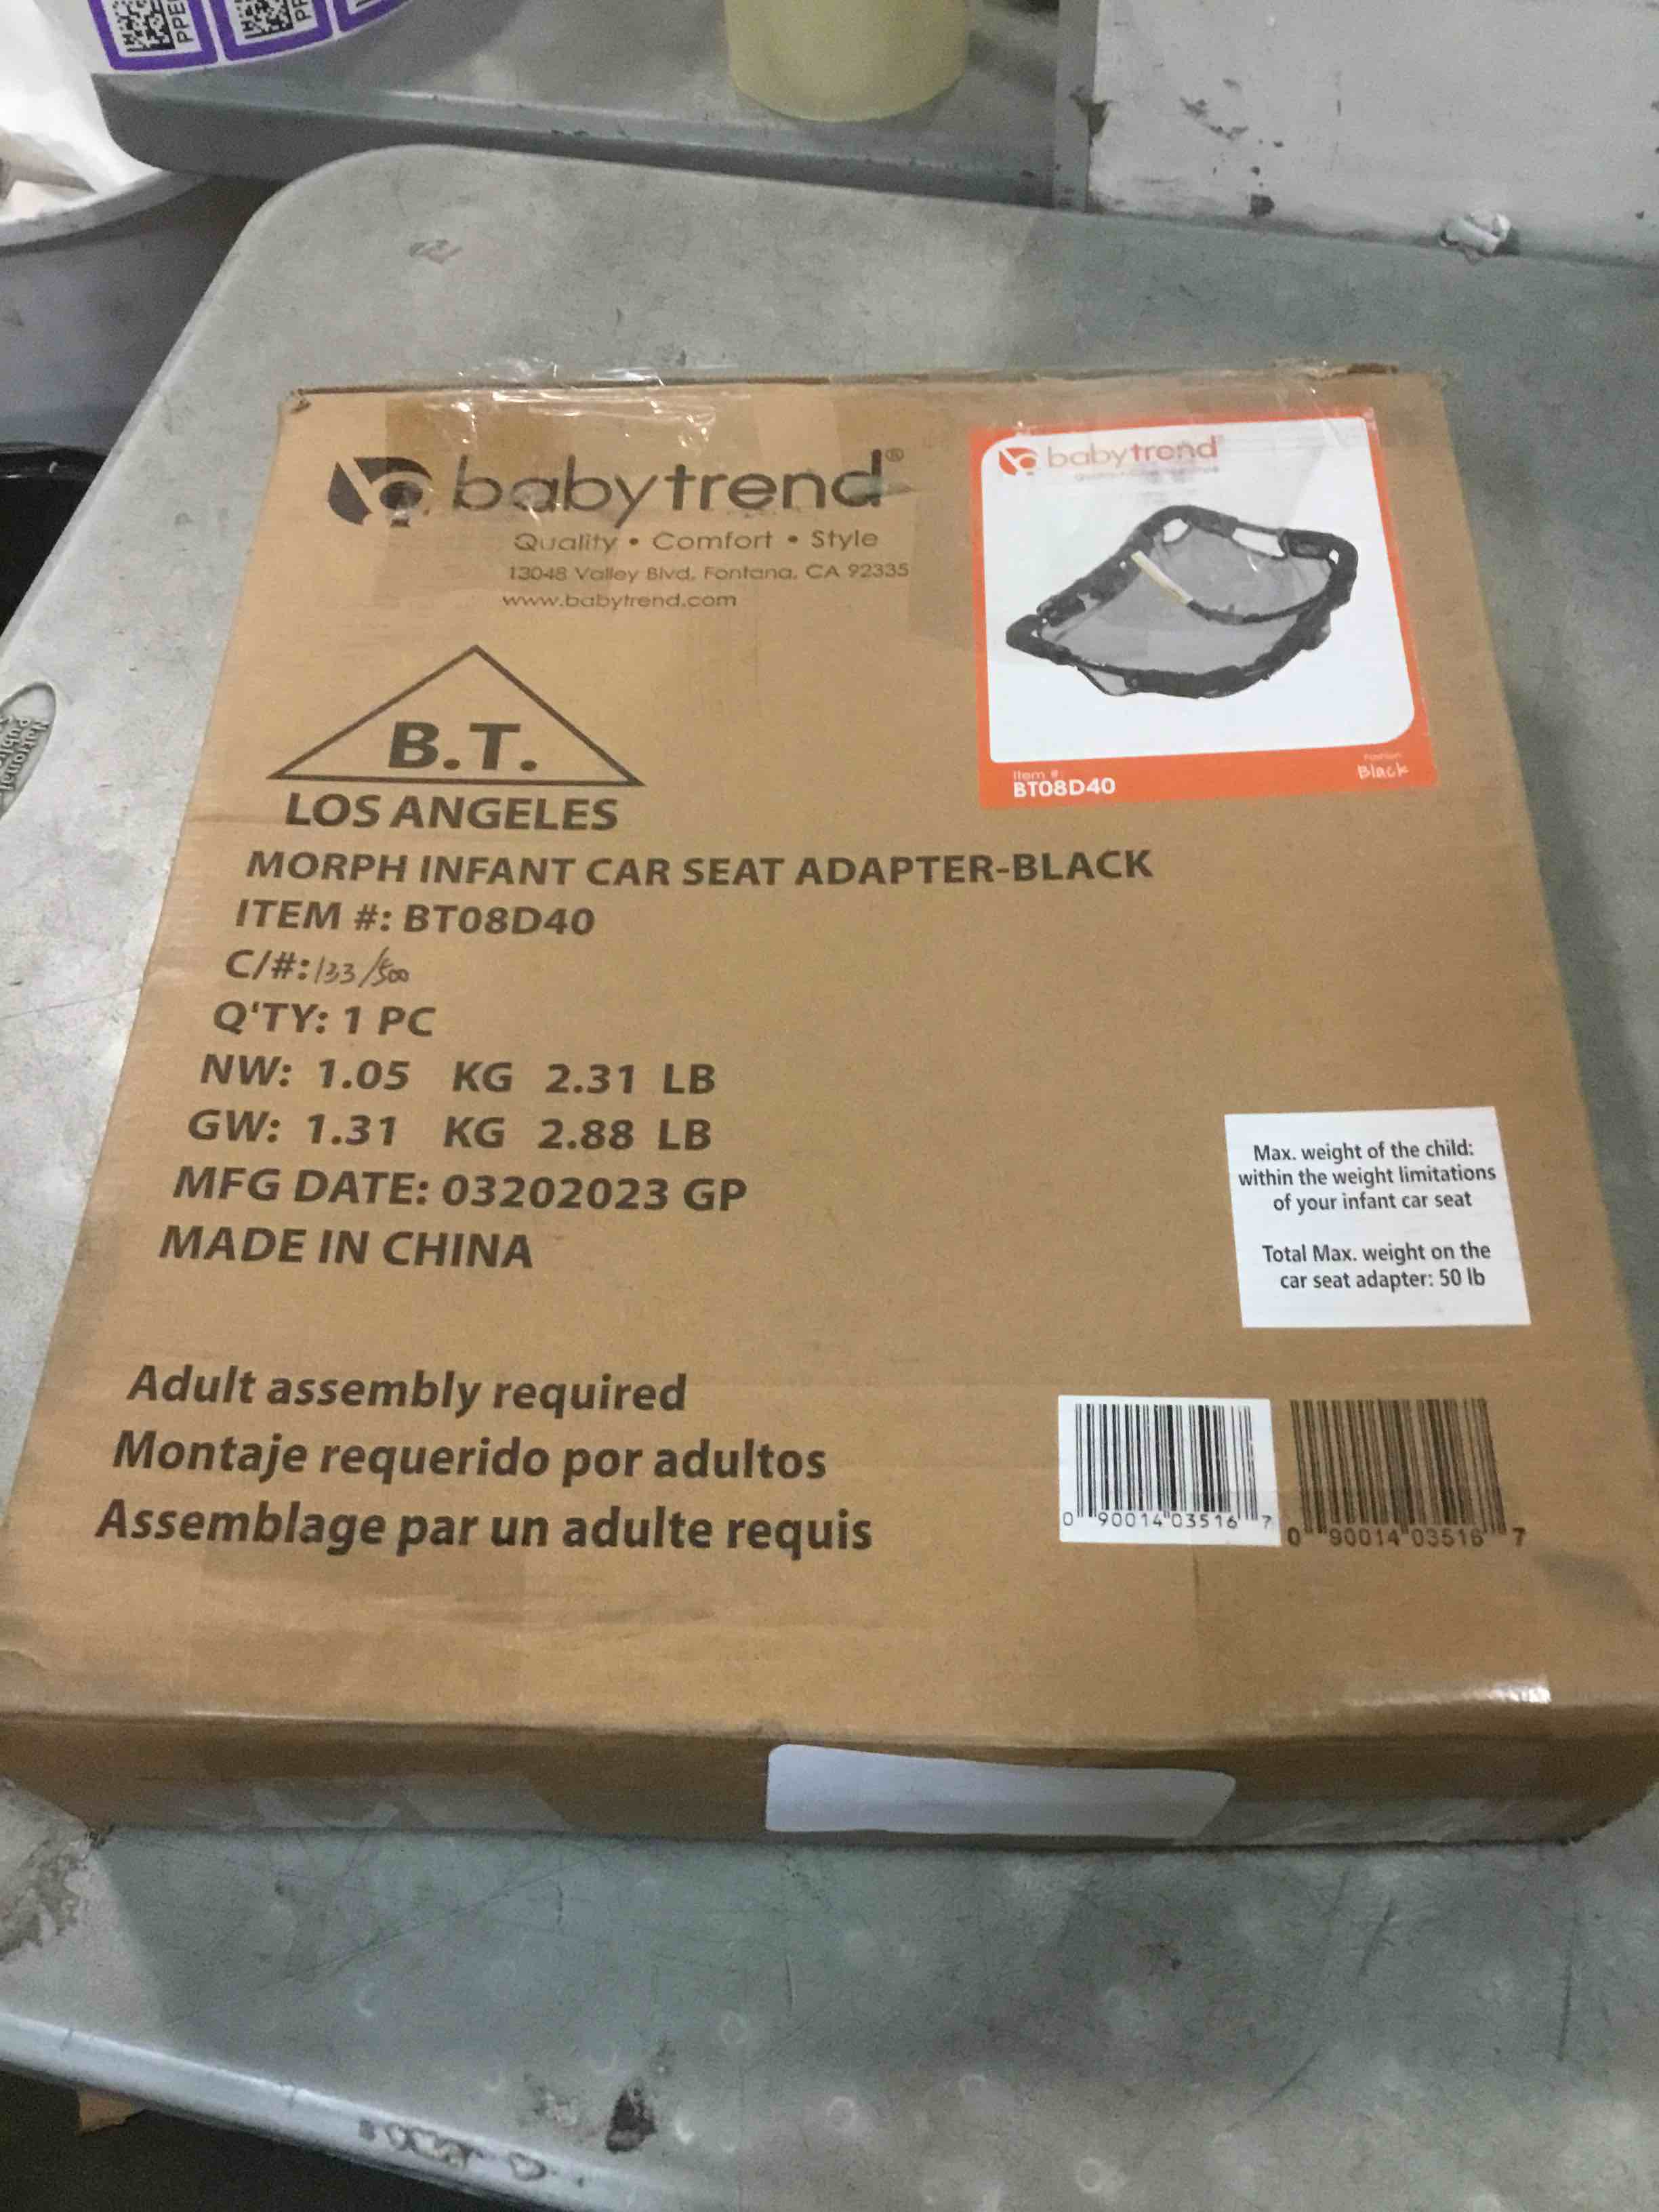 babytrend®
Quality • Comfort • Style
13048 Valley Blvd, Fontana, CA 92335
www.babytrend.com
B.T.
LOS ANGELES
MORPH INFANT CAR SEAT ADAPTER-BLACK
ITEM #: BT08D40
C/#: 133/500
Q'TY: 1 PC
NW: 1.05 KG 2.31 LB
GW: 1.31 KG 2.88 LB
MFG DATE: 03202023 GP
MADE IN CHINA
Adult assembly required
Montaje requerido por adultos
Assemblage par un adulte requis
babytrend
Item #:
BT08D40
Fashion:
Black
Max. weight of the child:
within the weight limitations
of your infant car seat
Total Max. weight on the
car seat adapter: 50 lb
0 90014 03516 7
0 90014 03516 7